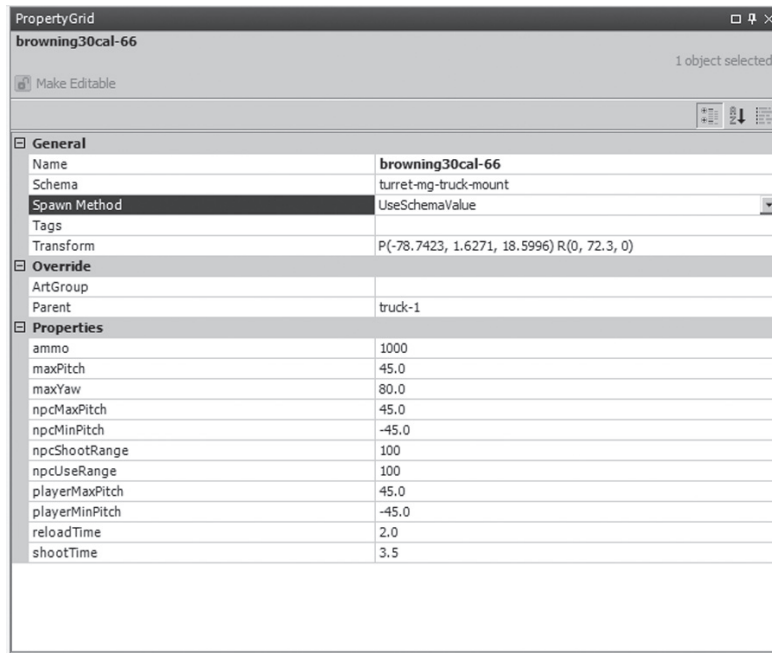 PropertyGrid
browning30cal-66
1 object selected
Make Editable
General
Name browning30cal-66
Schema turret-mg-truck-mount
Spawn Method UseSchemaValue
Tags
Transform P(-78.7423, 1.6271, 18.5996) R(0, 72.3, 0)
Override
ArtGroup
Parent truck-1
Properties
ammo 1000
maxPitch 45.0
maxYaw 80.0
npcMaxPitch 45.0
npcMinPitch -45.0
npcShootRange 100
npcUseRange 100
playerMaxPitch 45.0
playerMinPitch -45.0
reloadTime 2.0
shootTime 3.5